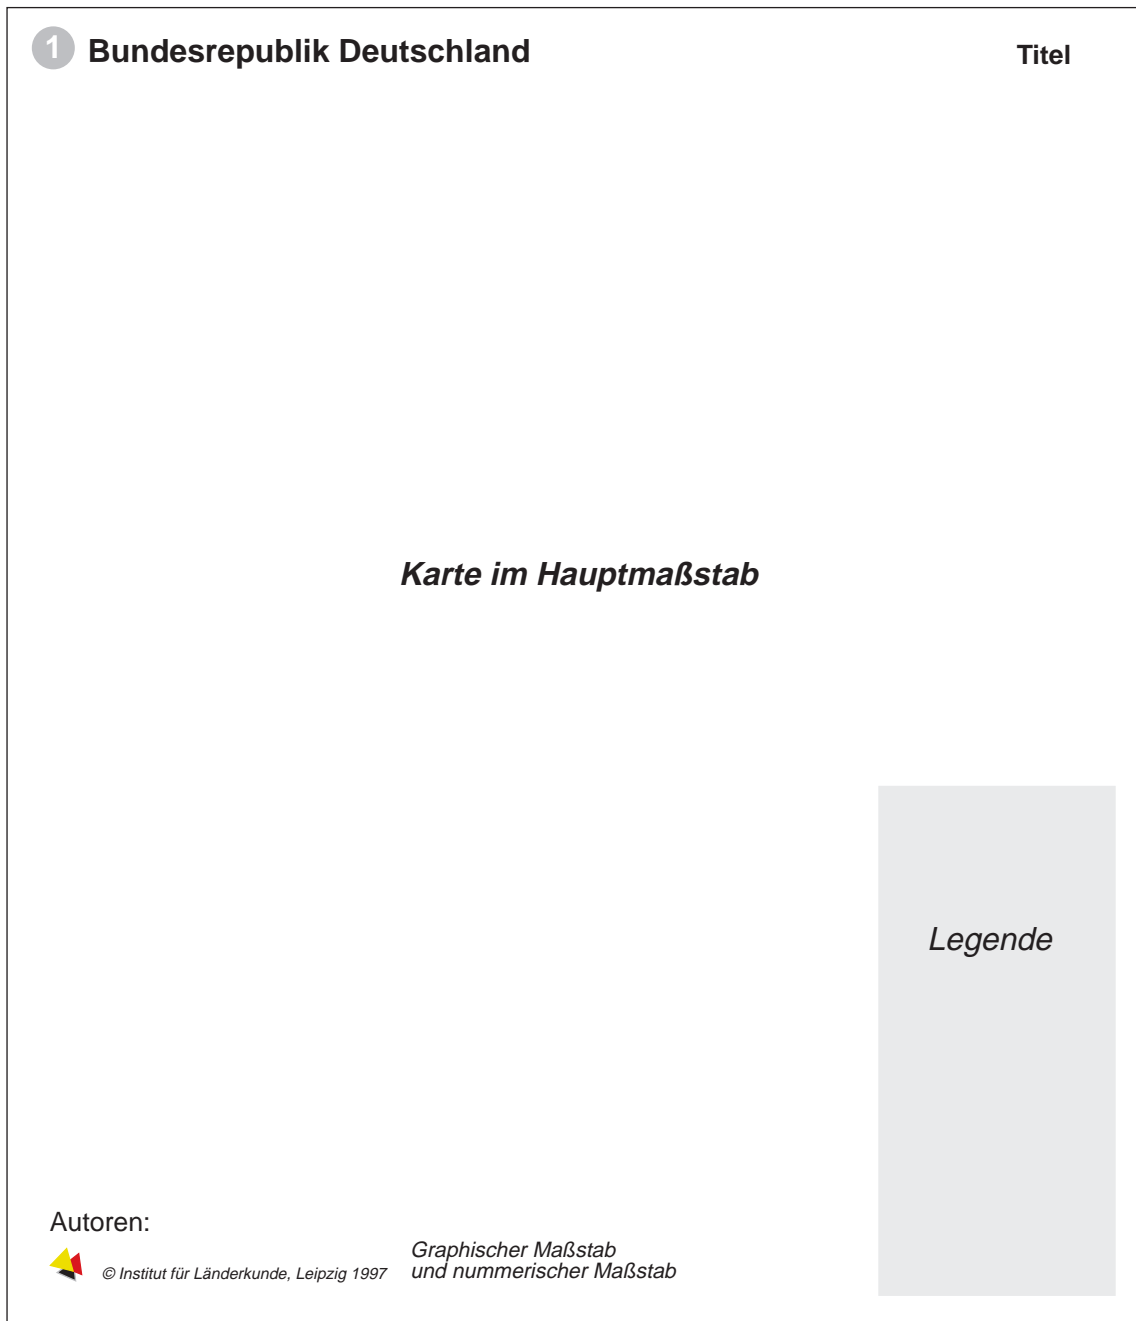 1 Bundesrepublik Deutschland
Titel
Karte im Hauptmaßstab
Legende
Autoren:
© Institut für Länderkunde, Leipzig 1997
Graphischer Maßstab
und nummerischer Maßstab